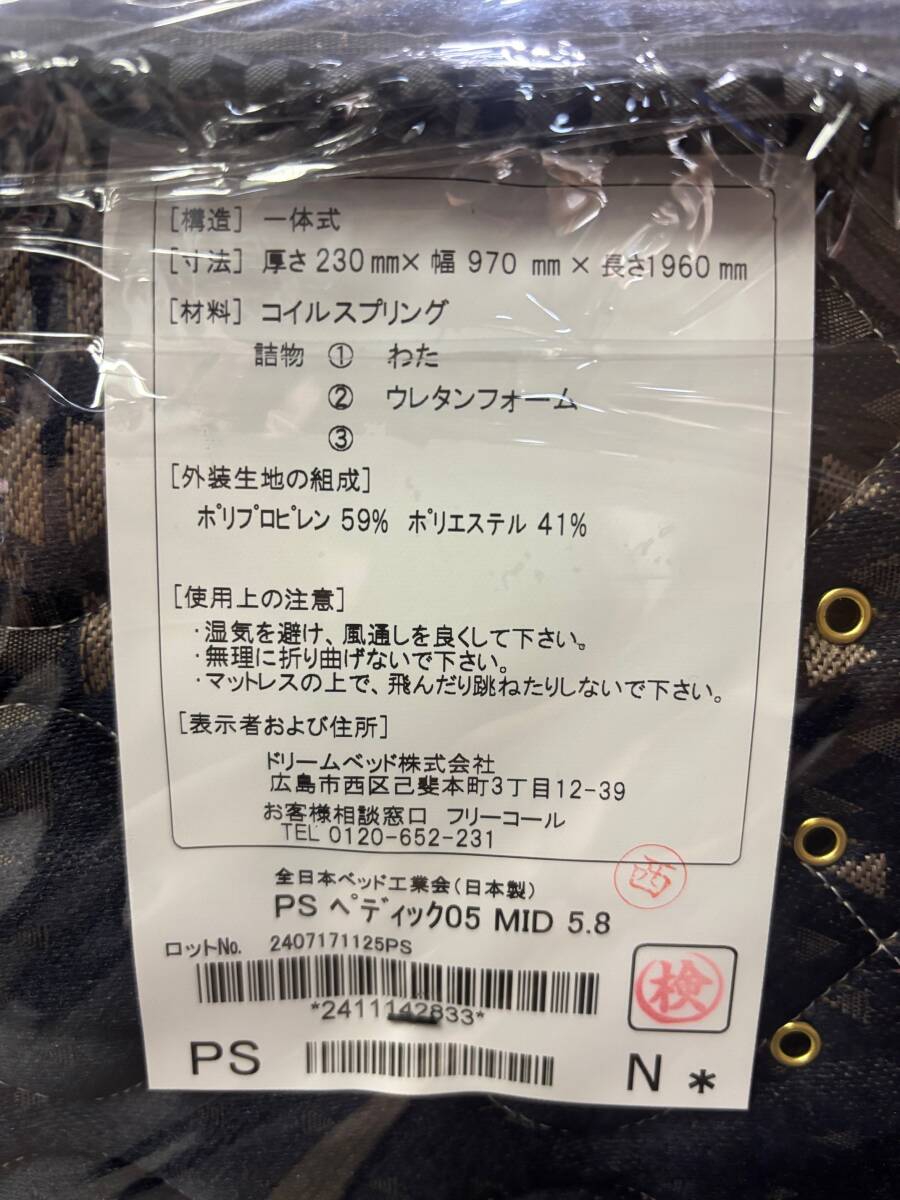 [構造] 一体式
[寸法] 厚さ 230 mm× 幅 970 mm × 長さ1960 mm
[材料] コイルスプリング
詰物 ① わた
② ウレタンフォーム
③
[外装生地の組成]
ポリプロピレン 59% ポリエステル 41%
[使用上の注意]
・湿気を避け、風通しを良くして下さい。
・無理に折り曲げないで下さい。
・マットレスの上で、飛んだり跳ねたりしないで下さい。
[表示者および住所]
ドリームベッド株式会社
広島市西区己斐本町3丁目12-39
お客様相談窓口 フリーコール
TEL 0120-652-231
西
全日本ベッド工業会(日本製)
PS ペディック05 MID 5.8
ロットNo. 2407171125PS
*2411142833*
検
PS N *